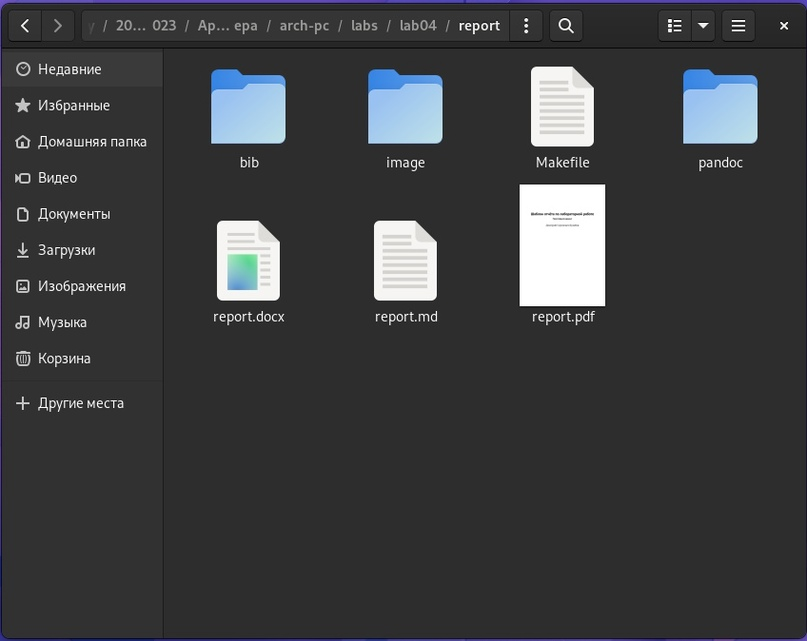 / 20... 023 / Ap... epa / arch-pc / labs / lab04 / report
Недавние
Избранные
Домашняя папка
Видео
Документы
Загрузки
Изображения
Музыка
Корзина
Другие места
bib
image
Makefile
pandoc
report.docx
report.md
report.pdf